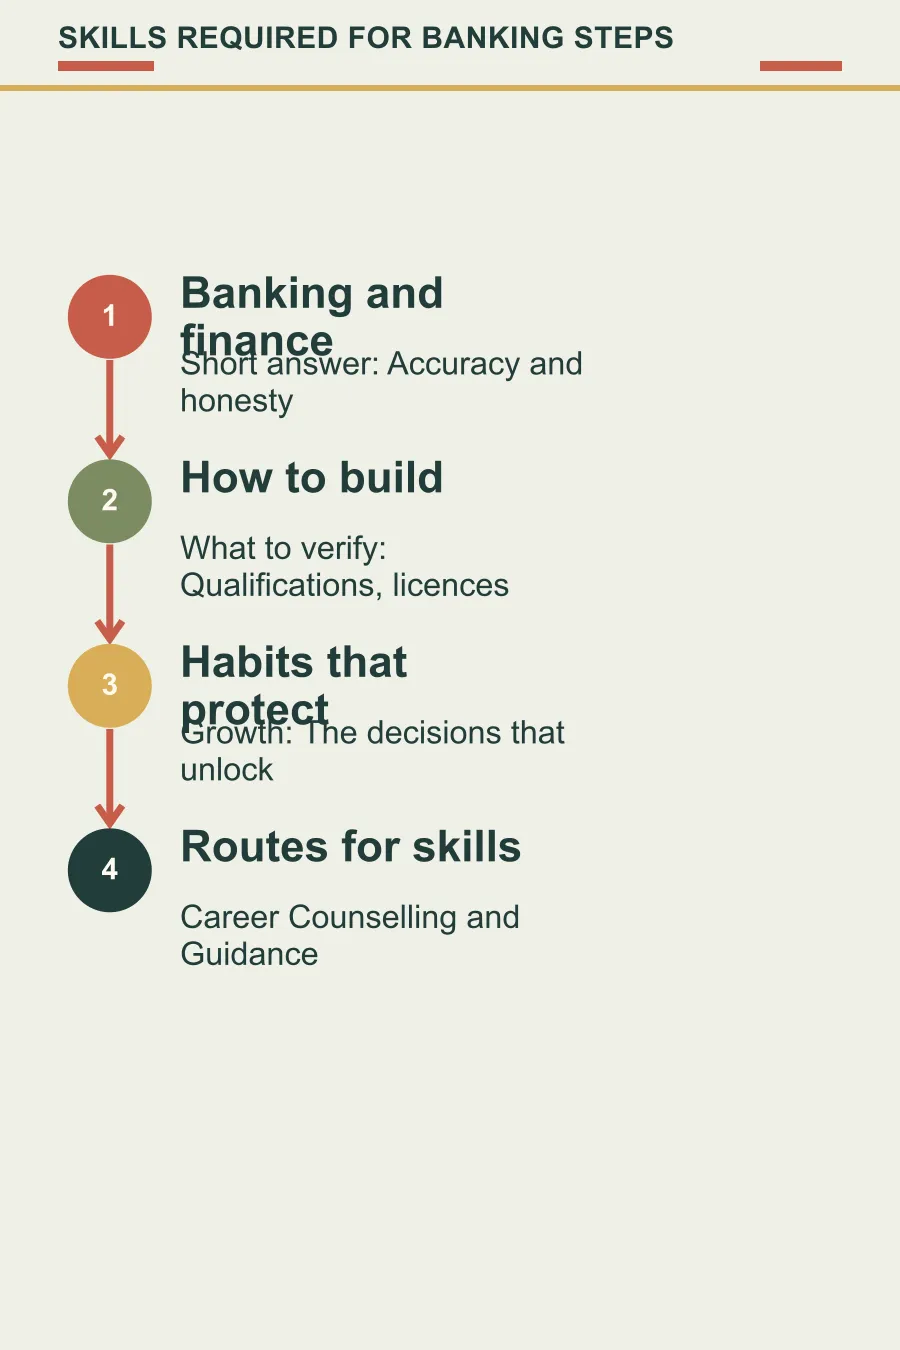 SKILLS REQUIRED FOR BANKING STEPS
1
Banking and
finance
Short answer: Accuracy and
honesty
2
How to build
What to verify:
Qualifications, licences
3
Habits that
protect
Growth: The decisions that
unlock
4
Routes for skills
Career Counselling and
Guidance